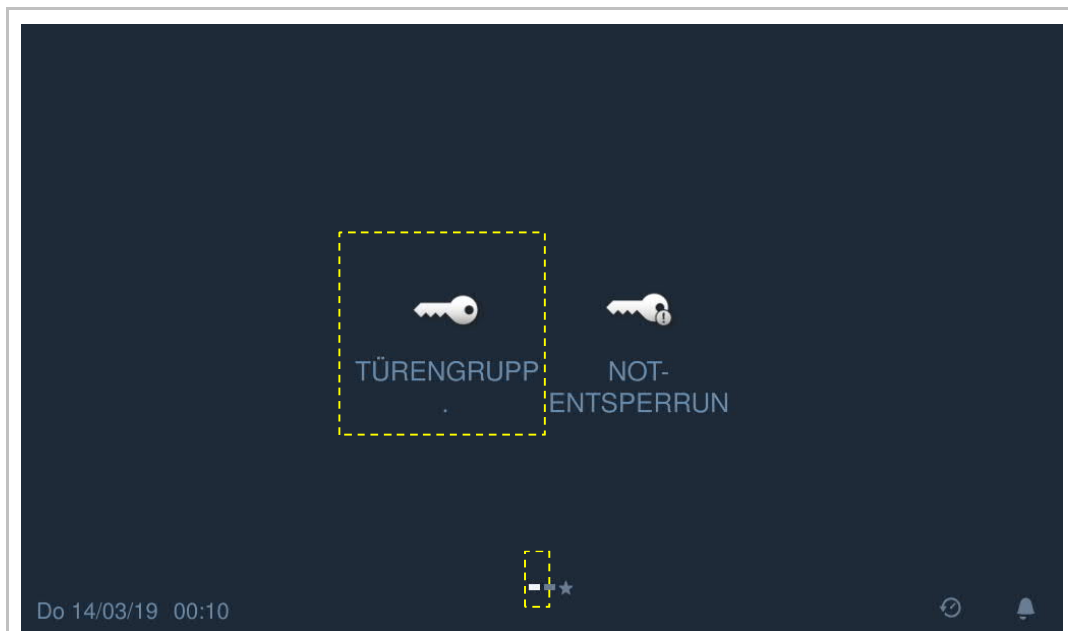 TÜRENGRUPP
.
NOT-
ENTSPERRUN
Do 14/03/19 00:10